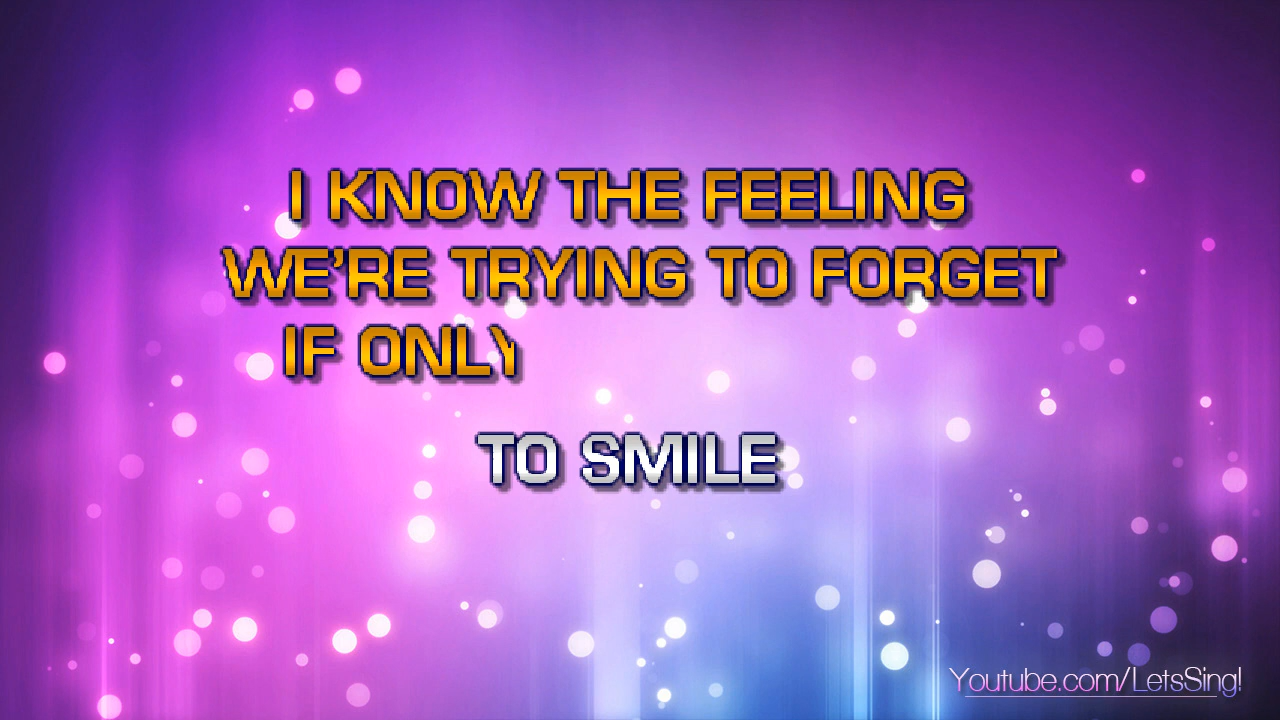 I KNOW THE FEELING
WE'RE TRYING TO FORGET
IF ONLY
TO SMILE
Youtube.com/LetsSing!